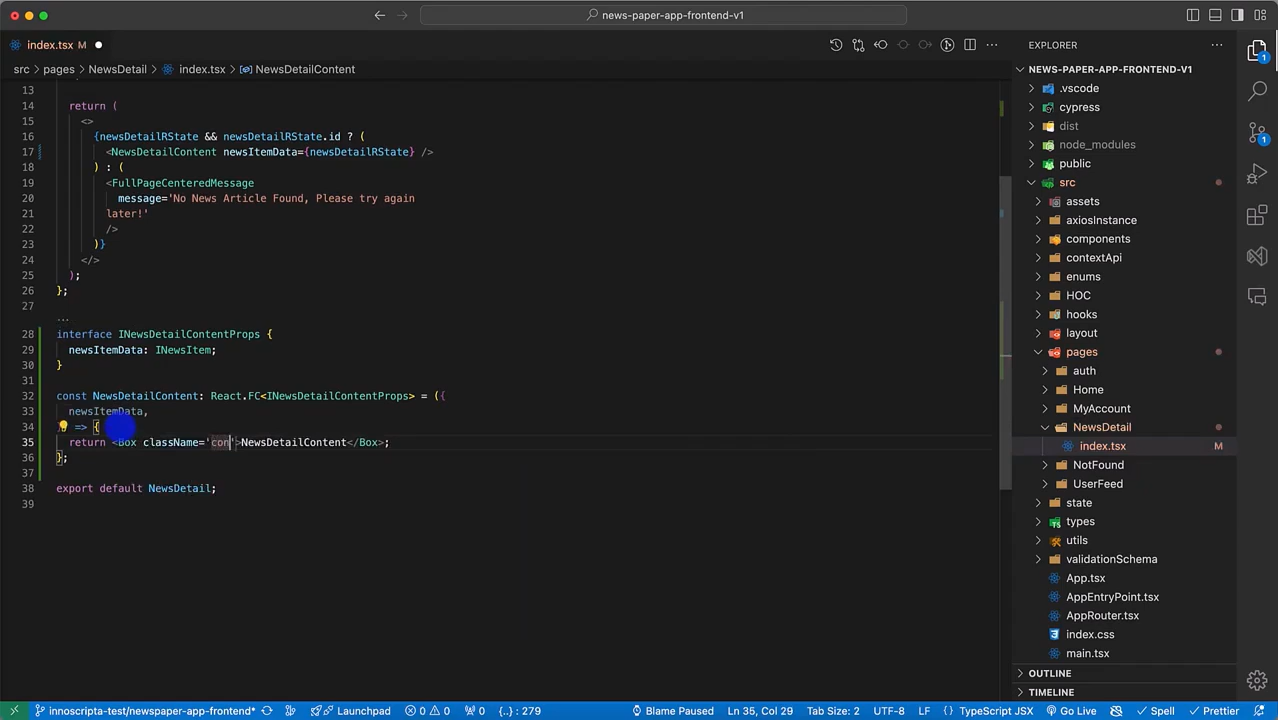 news-paper-app-frontend-v1
index.tsx M
EXPLORER
src > pages > NewsDetail > index.tsx > NewsDetailContent
13
14 return (
15 <>
16 {newsDetailRState && newsDetailRState.id ? (
17 <NewsDetailContent newsItemData={newsDetailRState} />
18 ) : (
19 <FullPageCenteredMessage
20 message='No News Article Found, Please try again
21 later!'
22 />
23 )}
24 </>
25 );
26 };
27
...
28 interface INewsDetailContentProps {
29 newsItemData: INewsItem;
30 }
31
32 const NewsDetailContent: React.FC<INewsDetailContentProps> = ({
33 newsItemData,
34 => {
35 return <Box className='con'>NewsDetailContent</Box>;
36 };
37
38 export default NewsDetail;
39
NEWS-PAPER-APP-FRONTEND-V1
.vscode
cypress
dist
node_modules
public
src
assets
axiosInstance
components
contextApi
enums
HOC
hooks
layout
pages
auth
Home
MyAccount
NewsDetail
index.tsx M
NotFound
UserFeed
state
types
utils
validationSchema
App.tsx
AppEntryPoint.tsx
AppRouter.tsx
index.css
main.tsx
OUTLINE
TIMELINE
1
1
innoscripta-test/newspaper-app-frontend* Launchpad 0 0 0 {..} : 279 Blame Paused Ln 35, Col 29 Tab Size: 2 UTF-8 LF {} TypeScript JSX Go Live Spell Prettier